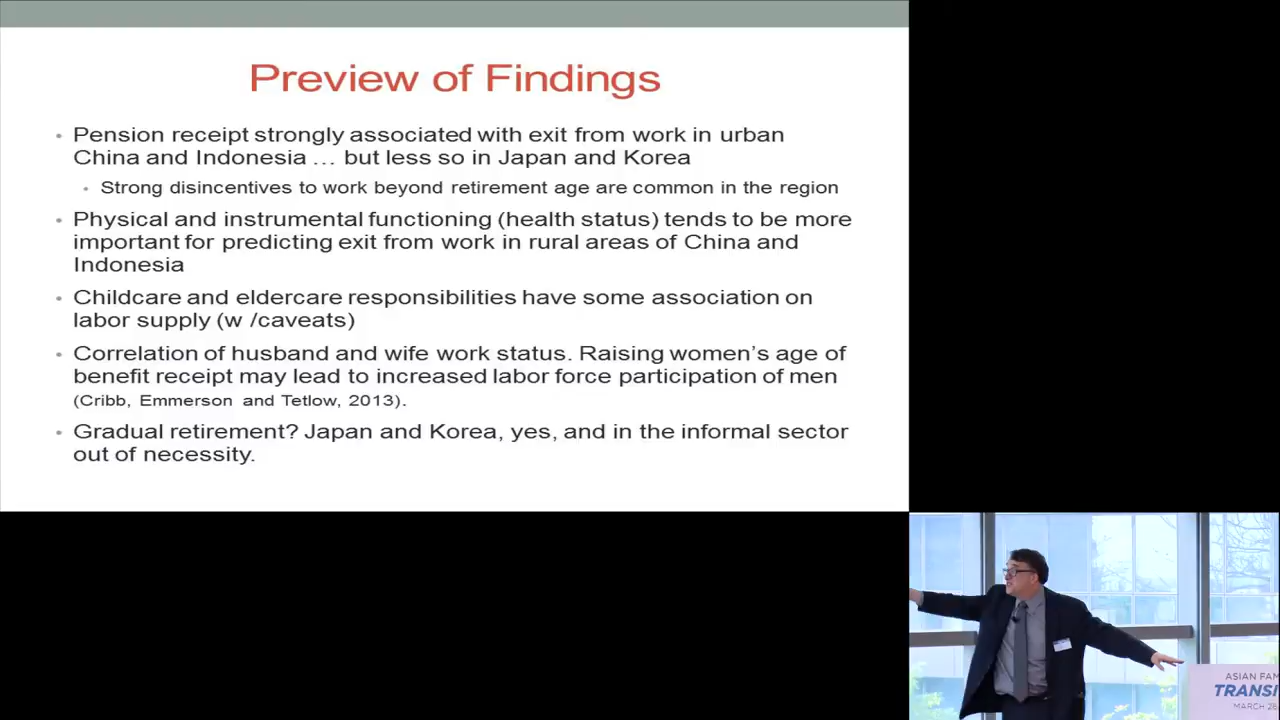 Preview of Findings
• Pension receipt strongly associated with exit from work in urban
China and Indonesia … but less so in Japan and Korea
• Strong disincentives to work beyond retirement age are common in the region
• Physical and instrumental functioning (health status) tends to be more
important for predicting exit from work in rural areas of China and
Indonesia
• Childcare and eldercare responsibilities have some association on
labor supply (w /caveats)
• Correlation of husband and wife work status. Raising women's age of
benefit receipt may lead to increased labor force participation of men
(Cribb, Emmerson and Tetlow, 2013).
• Gradual retirement? Japan and Korea, yes, and in the informal sector
out of necessity.
ASIAN FAM
TRANSI
MARCH 28